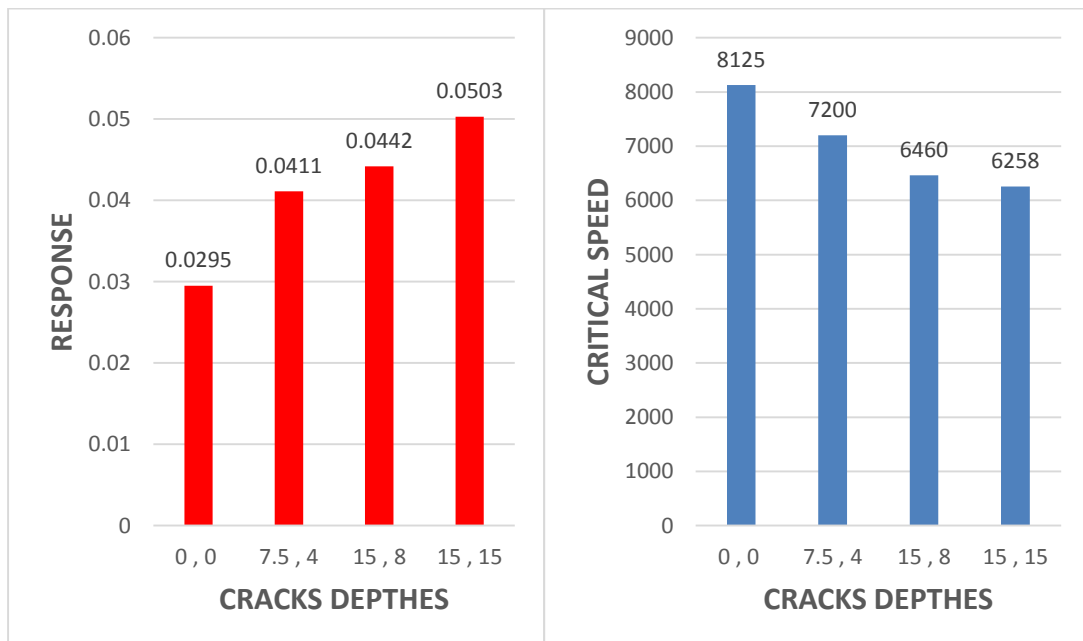 RESPONSE
0.06
0.05
0.04
0.03
0.02
0.01
0
0.0295
0.0411
0.0442
0.0503
0 , 0
7.5 , 4
15 , 8
15 , 15
CRACKS DEPTHES
CRITICAL SPEED
9000
8000
7000
6000
5000
4000
3000
2000
1000
0
8125
7200
6460
6258
0 , 0
7.5 , 4
15 , 8
15 , 15
CRACKS DEPTHES